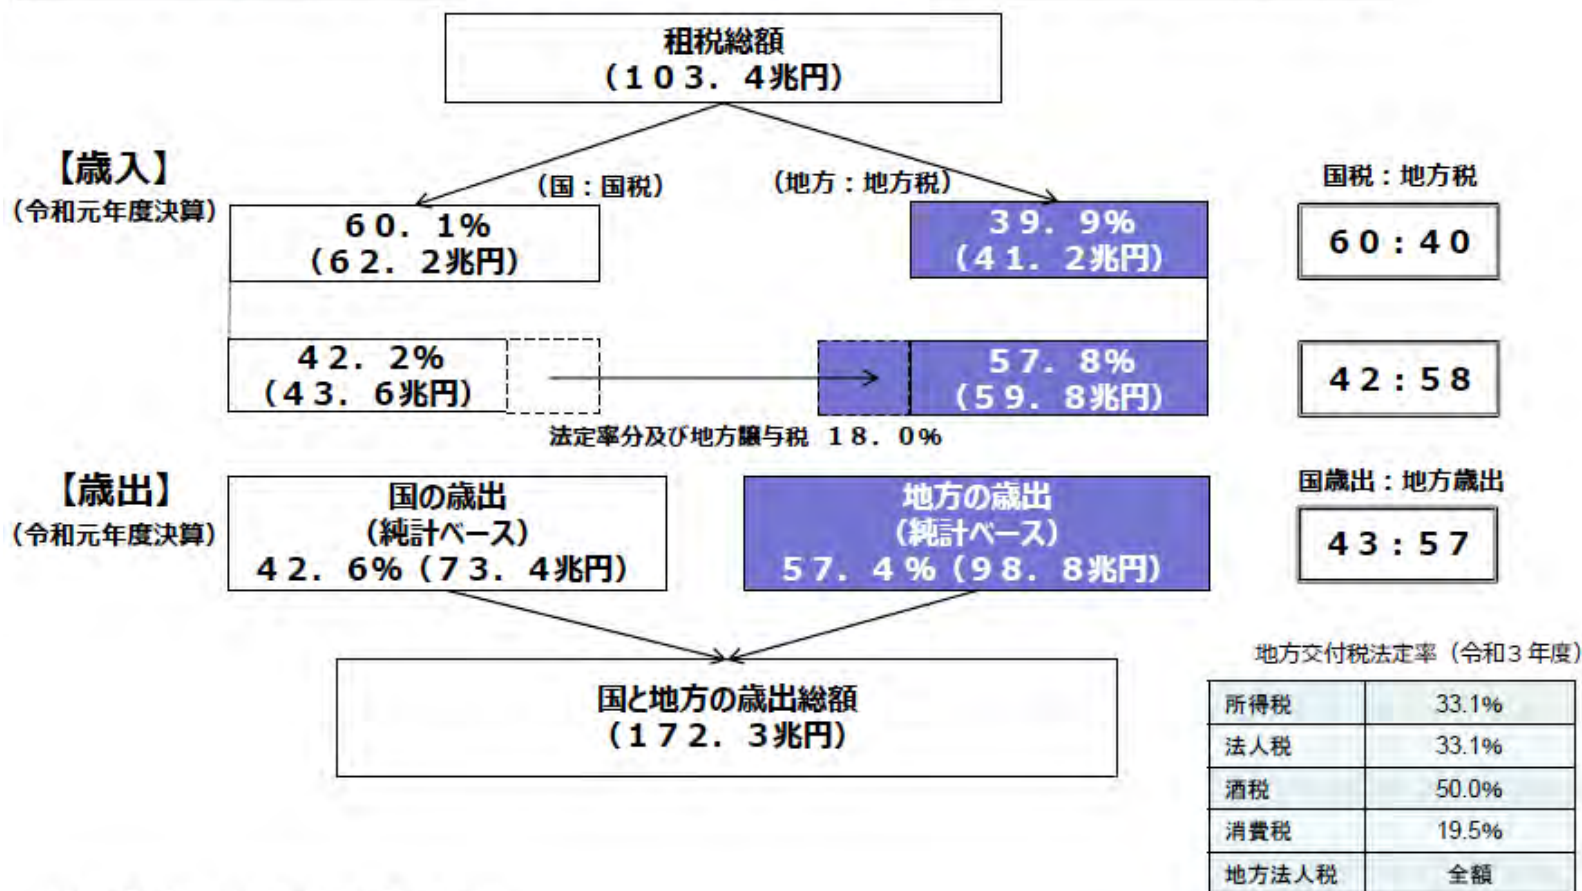 租税総額
（１０３．４兆円）
【歳入】
（令和元年度決算）
（国：国税）
（地方：地方税）
国税：地方税
６０．１%
（６２．２兆円）
３９．９%
（４１．２兆円）
６０：４０
４２．２%
（４３．６兆円）
５７．８%
（５９．８兆円）
４２：５８
法定率分及び地方譲与税 １８．０%
【歳出】
（令和元年度決算）
国の歳出
（純計ベース）
４２．６%（７３．４兆円）
地方の歳出
（純計ベース）
５７．４%（９８．８兆円）
国歳出：地方歳出
４３：５７
国と地方の歳出総額
（１７２．３兆円）
地方交付税法定率（令和３年度）
所得税 33.1%
法人税 33.1%
酒税 50.0%
消費税 19.5%
地方法人税 全額